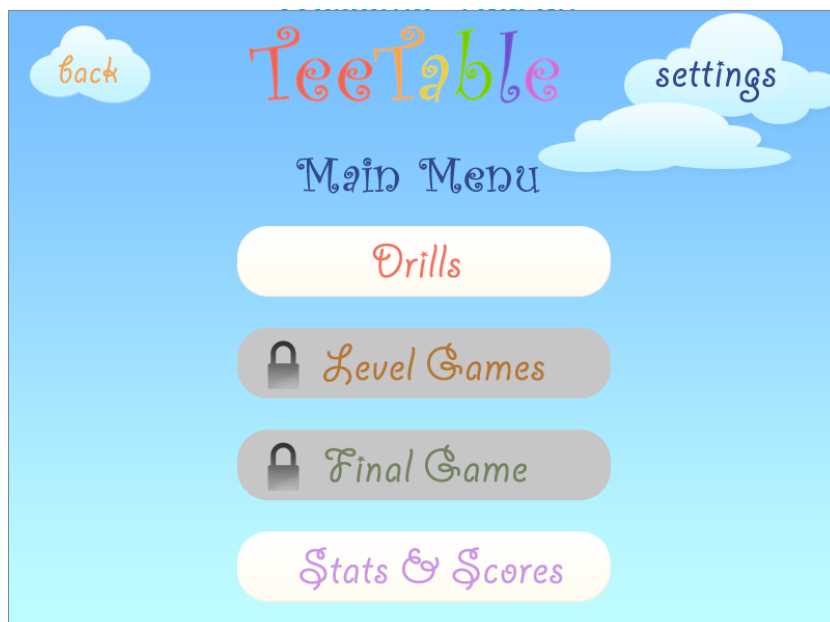 back
TeeTable
settings
Main Menu
Drills
Level Games
Final Game
Stats & Scores